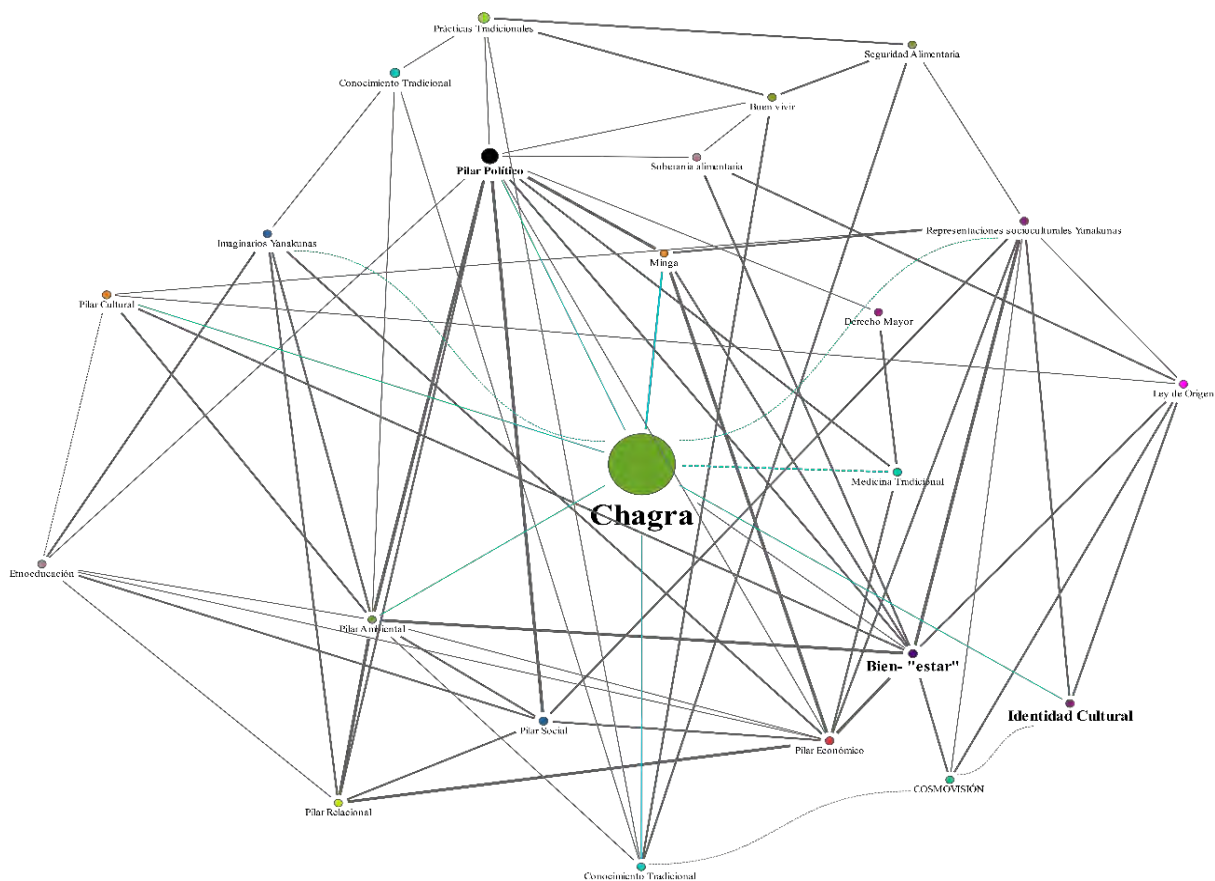 Prácticas Tradicionales
Seguridad Alimentaria
Conocimiento Tradicional
Buen vivir
Pilar Político
Soberanía alimentaria
Imaginarios Yanakunas
Representaciones socioculturales Yanakunas
Minga
Pilar Cultural
Derecho Mayor
Ley de Origen
Medicina Tradicional
Chagra
Etnoeducación
Pilar Ambiental
Bien- "estar"
Identidad Cultural
Pilar Social
Pilar Económico
COSMOVISIÓN
Pilar Relacional
Conocimiento Tradicional